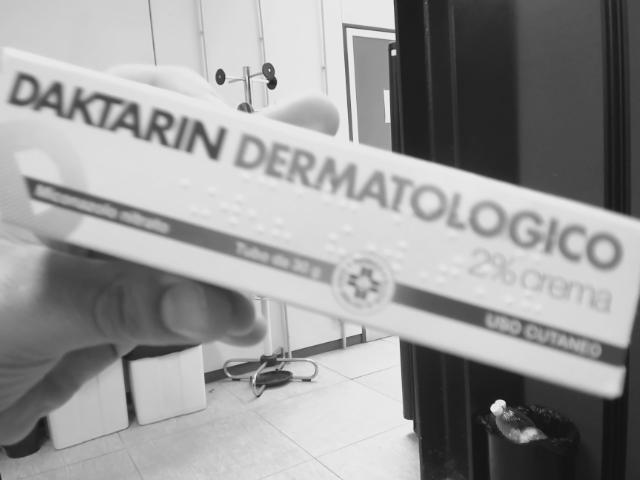 DAKTARIN DERMATOLOGICO
2% crema
Miconazolo nitrato
Tubo da 30 g
USO CUTANEO